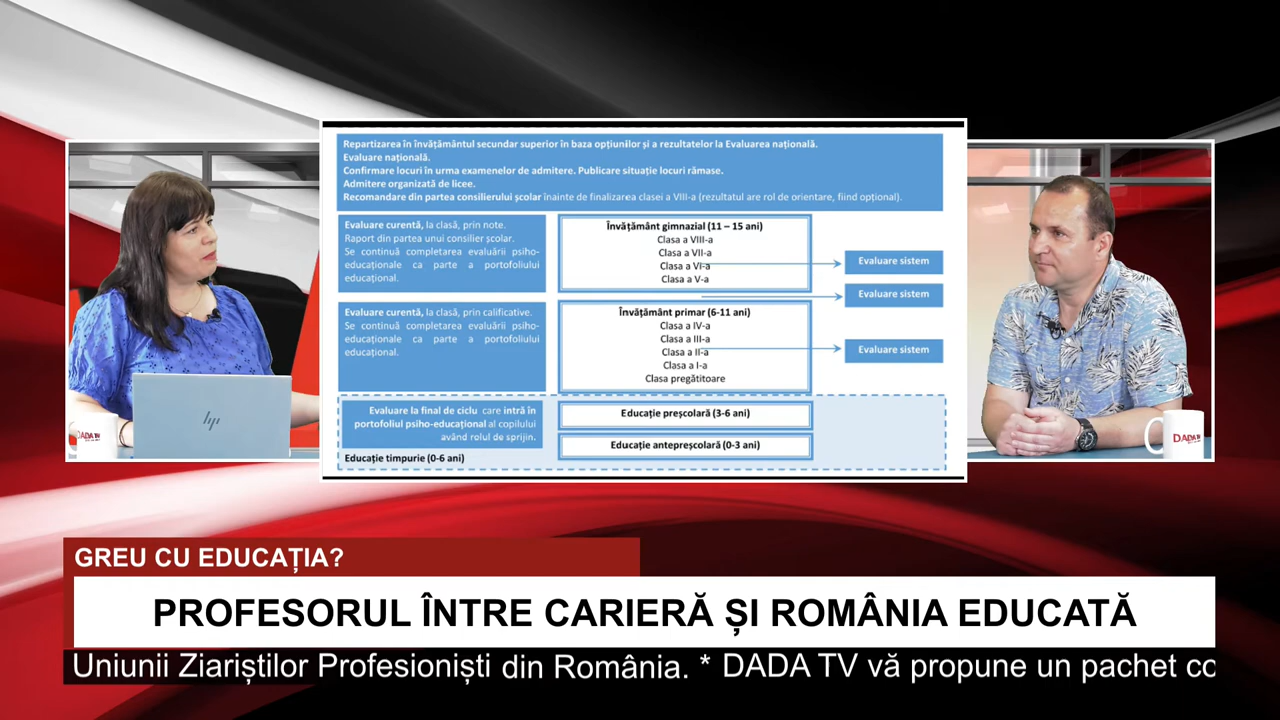 Repartizarea în învățământul secundar superior în baza opțiunilor și a rezultatelor la Evaluarea națională.
Evaluare națională.
Confirmare locuri în urma examenelor de admitere. Publicare situație locuri rămase.
Admitere organizată de licee.
Recomandare din partea consilierului școlar înainte de finalizarea clasei a VIII-a (rezultatul are rol de orientare, fiind opțional).
Evaluare curentă, la clasă, prin note.
Raport din partea unui consilier școlar.
Se continuă completarea evaluării psiho-
educaționale ca parte a portofoliului
educațional.
Învățământ gimnazial (11 – 15 ani)
Clasa a VIII-a
Clasa a VII-a
Clasa a VI-a
Clasa a V-a
Evaluare sistem
Evaluare sistem
Evaluare curentă, la clasă, prin calificative.
Se continuă completarea evaluării psiho-
educaționale ca parte a portofoliului
educațional.
Învățământ primar (6-11 ani)
Clasa a IV-a
Clasa a III-a
Clasa a II-a
Clasa a I-a
Clasa pregătitoare
Evaluare sistem
Evaluare la final de ciclu care intră în
portofoliul psiho-educațional al copilului
având rolul de sprijin.
Educație timpurie (0-6 ani)
Educație preșcolară (3-6 ani)
Educație antepreșcolară (0-3 ani)
hp
DADA TV
DADA TV
GREU CU EDUCAȚIA?
PROFESORUL ÎNTRE CARIERĂ ȘI ROMÂNIA EDUCATĂ
Uniunii Ziariștilor Profesioniști din România. * DADA TV vă propune un pachet co